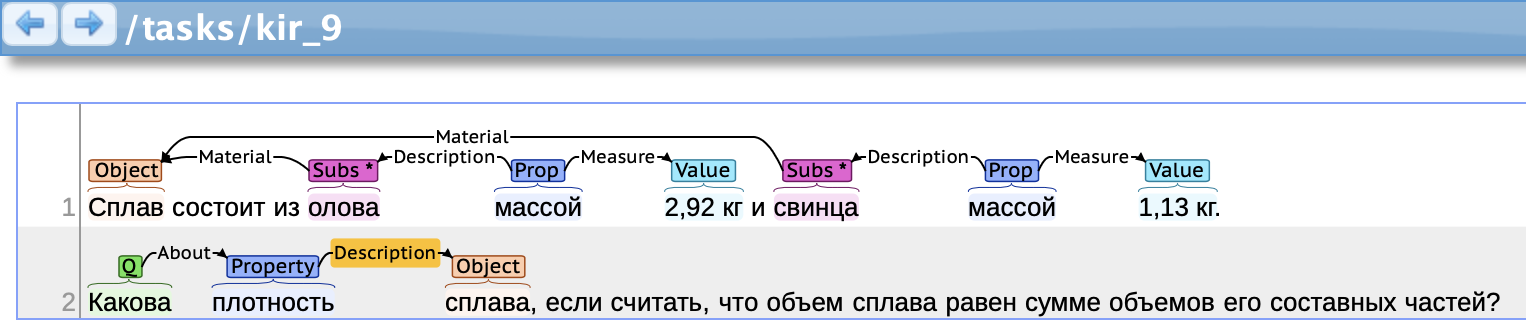 /tasks/kir_9
Material
Object Material Subs * Description Prop Measure Value Subs * Description Prop Measure Value
1 Сплав состоит из олова массой 2,92 кг и свинца массой 1,13 кг.
Q About Property Description Object
2 Какова плотность сплава, если считать, что объем сплава равен сумме объемов его составных частей?